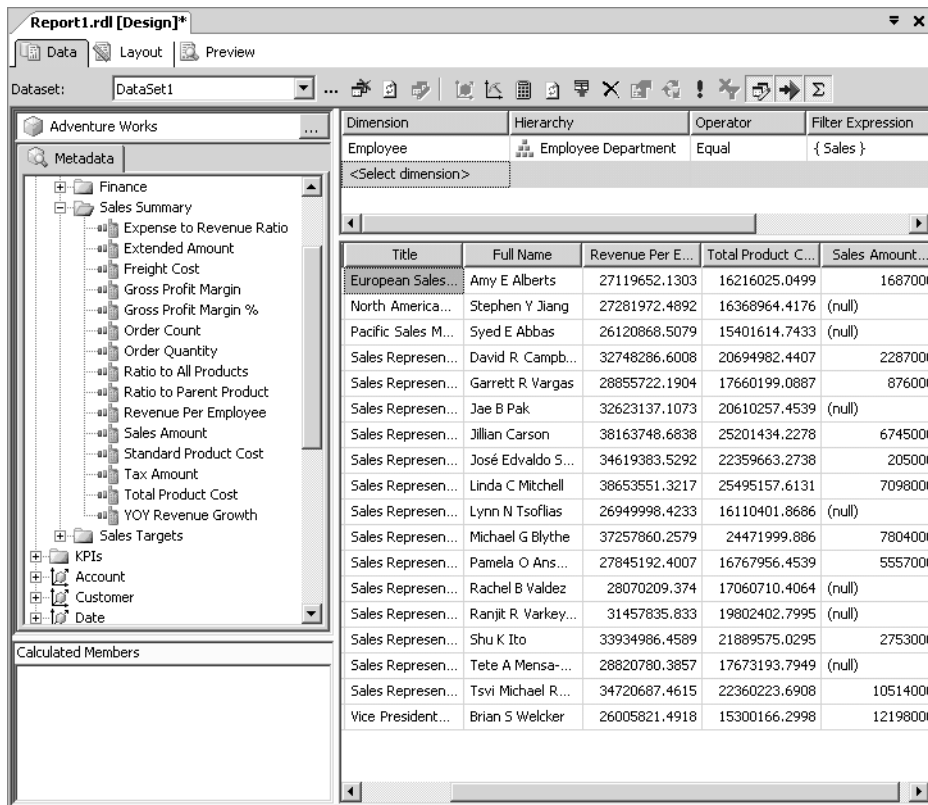 Report1.rdl [Design]*
Data Layout Preview
Dataset: DataSet1 ...
Adventure Works ...
Metadata
Finance
Sales Summary
Expense to Revenue Ratio
Extended Amount
Freight Cost
Gross Profit Margin
Gross Profit Margin %
Order Count
Order Quantity
Ratio to All Products
Ratio to Parent Product
Revenue Per Employee
Sales Amount
Standard Product Cost
Tax Amount
Total Product Cost
YOY Revenue Growth
Sales Targets
KPIs
Account
Customer
Date
Calculated Members
Dimension Hierarchy Operator Filter Expression
Employee Employee Department Equal { Sales }
<Select dimension>
Title Full Name Revenue Per E... Total Product C... Sales Amount...
European Sales... Amy E Alberts 27119652.1303 16216025.0499 168700
North America... Stephen Y Jiang 27281972.4892 16368964.4176 (null)
Pacific Sales M... Syed E Abbas 26120868.5079 15401614.7433 (null)
Sales Represen... David R Campb... 32748286.6008 20694982.4407 228700
Sales Represen... Garrett R Vargas 28855722.1904 17660199.0887 87600
Sales Represen... Jae B Pak 32623137.1073 20610257.4539 (null)
Sales Represen... Jillian Carson 38163748.6838 25201434.2278 674500
Sales Represen... José Edvaldo S... 34619383.5292 22359663.2738 20500
Sales Represen... Linda C Mitchell 38653551.3217 25495157.6131 709800
Sales Represen... Lynn N Tsoflias 26949998.4233 16110401.8686 (null)
Sales Represen... Michael G Blythe 37257860.2579 24471999.886 780400
Sales Represen... Pamela O Ans... 27845192.4007 16767956.4539 555700
Sales Represen... Rachel B Valdez 28070209.374 17060710.4064 (null)
Sales Represen... Ranjit R Varkey... 31457835.833 19802402.7995 (null)
Sales Represen... Shu K Ito 33934986.4589 21889575.0295 275300
Sales Represen... Tete A Mensa-... 28820780.3857 17673193.7949 (null)
Sales Represen... Tsvi Michael R... 34720687.4615 22360223.6908 1051400
Vice President... Brian S Welcker 26005821.4918 15300166.2998 1219800